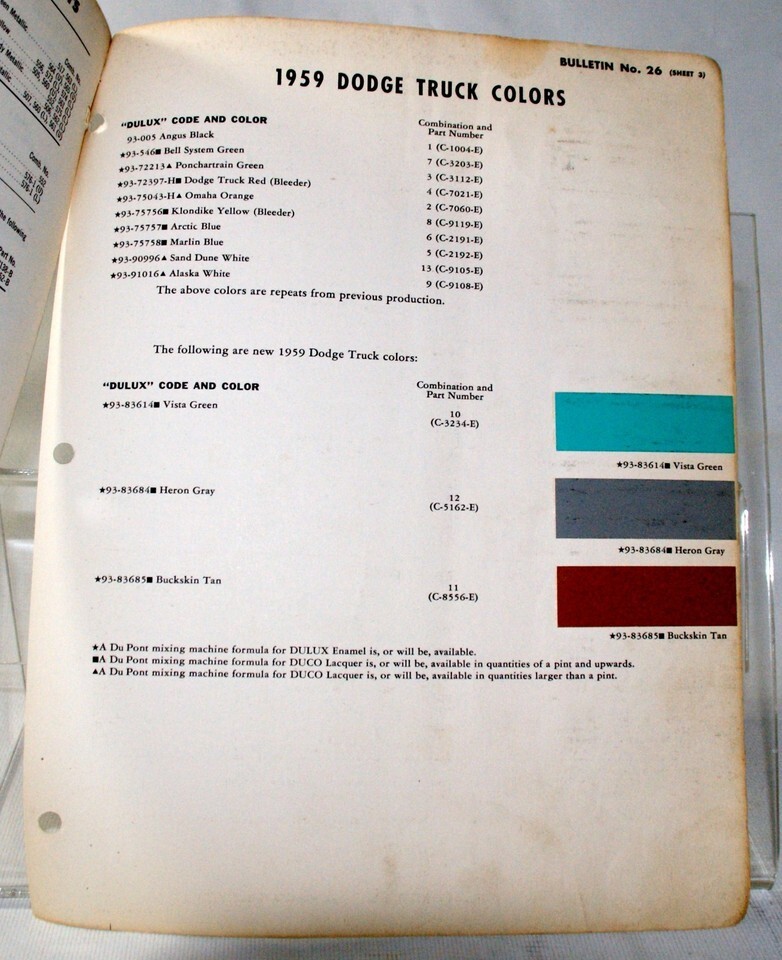 BULLETIN No. 26 (SHEET 3)
1959 DODGE TRUCK COLORS
"DULUX" CODE AND COLOR
Combination and
Part Number
93-005 Angus Black 1 (C-1004-E)
★93-546■ Bell System Green 7 (C-3203-E)
★93-72213▲ Ponchartrain Green 3 (C-3112-E)
★93-72397-H■ Dodge Truck Red (Bleeder) 4 (C-7021-E)
★93-75043-H▲ Omaha Orange 2 (C-7060-E)
★93-75756■ Klondike Yellow (Bleeder) 8 (C-9119-E)
★93-75757■ Arctic Blue 6 (C-2191-E)
★93-75758■ Marlin Blue 5 (C-2192-E)
★93-90996▲ Sand Dune White 13 (C-9105-E)
★93-91016▲ Alaska White 9 (C-9108-E)
The above colors are repeats from previous production.
The following are new 1959 Dodge Truck colors:
"DULUX" CODE AND COLOR
Combination and
Part Number
★93-83614■ Vista Green
10
(C-3234-E)
★93-83614■ Vista Green
★93-83684■ Heron Gray
12
(C-5162-E)
★93-83684■ Heron Gray
★93-83685■ Buckskin Tan
11
(C-8556-E)
★93-83685■ Buckskin Tan
★A Du Pont mixing machine formula for DULUX Enamel is, or will be, available.
■A Du Pont mixing machine formula for DUCO Lacquer is, or will be, available in quantities of a pint and upwards.
▲A Du Pont mixing machine formula for DUCO Lacquer is, or will be, available in quantities larger than a pint.